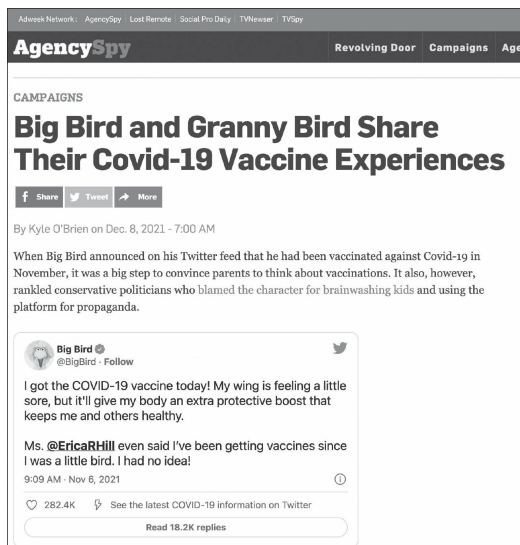 Adweek Network: AgencySpy Lost Remote Social Pro Daily TVNewser TVSpy
AgencySpy Revolving Door Campaigns Age
CAMPAIGNS
Big Bird and Granny Bird Share
Their Covid-19 Vaccine Experiences
Share Tweet More
By Kyle O'Brien on Dec. 8, 2021 - 7:00 AM
When Big Bird announced on his Twitter feed that he had been vaccinated against Covid-19 in
November, it was a big step to convince parents to think about vaccinations. It also, however,
rankled conservative politicians who blamed the character for brainwashing kids and using the
platform for propaganda.
Big Bird
@BigBird · Follow
I got the COVID-19 vaccine today! My wing is feeling a little
sore, but it'll give my body an extra protective boost that
keeps me and others healthy.
Ms. @EricaRHill even said I've been getting vaccines since
I was a little bird. I had no idea!
9:09 AM · Nov 6, 2021
282.4K See the latest COVID-19 information on Twitter
Read 18.2K replies